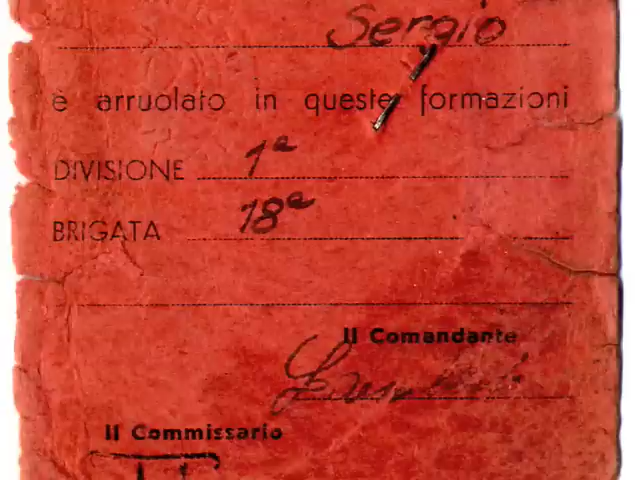 Sergio
è arruolato in queste formazioni
DIVISIONE 1ª
BRIGATA 18ª
Il Comandante
Il Commissario